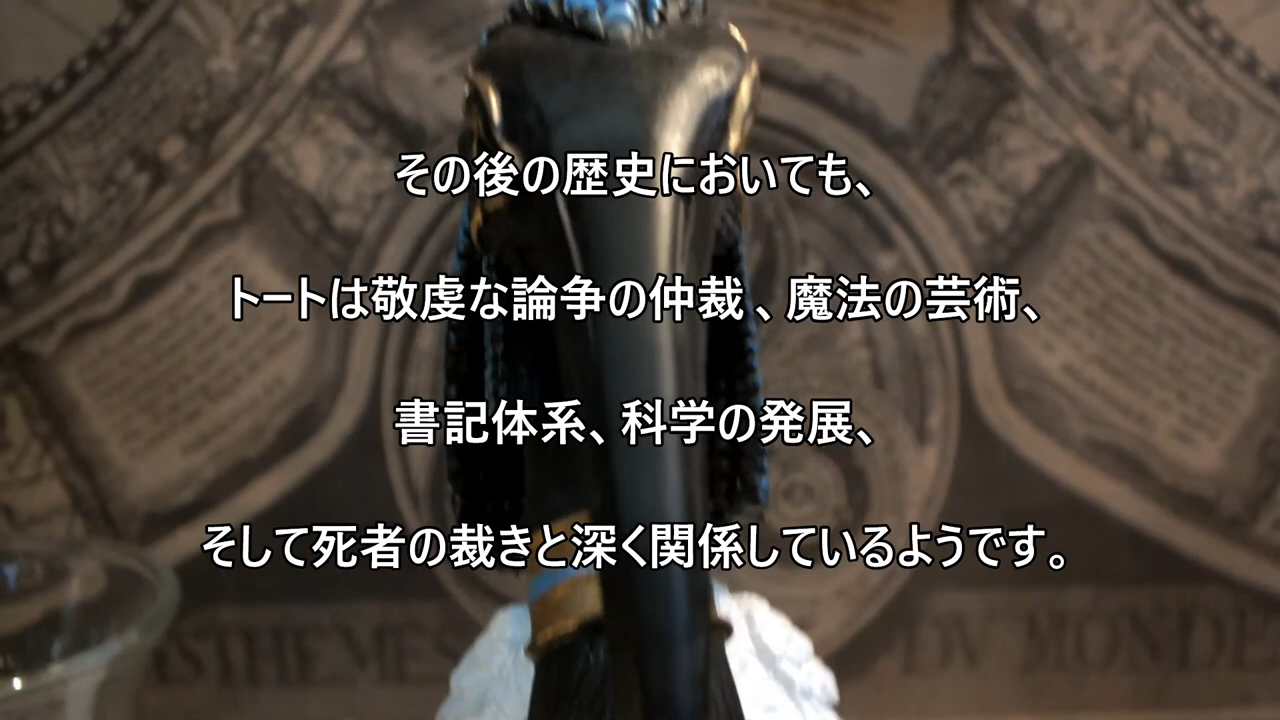 その後の歴史においても、
トートは敬虔な論争の仲裁 、魔法の芸術、
書記体系、科学の発展、
そして死者の裁きと深く関係しているようです。
DV MONDE